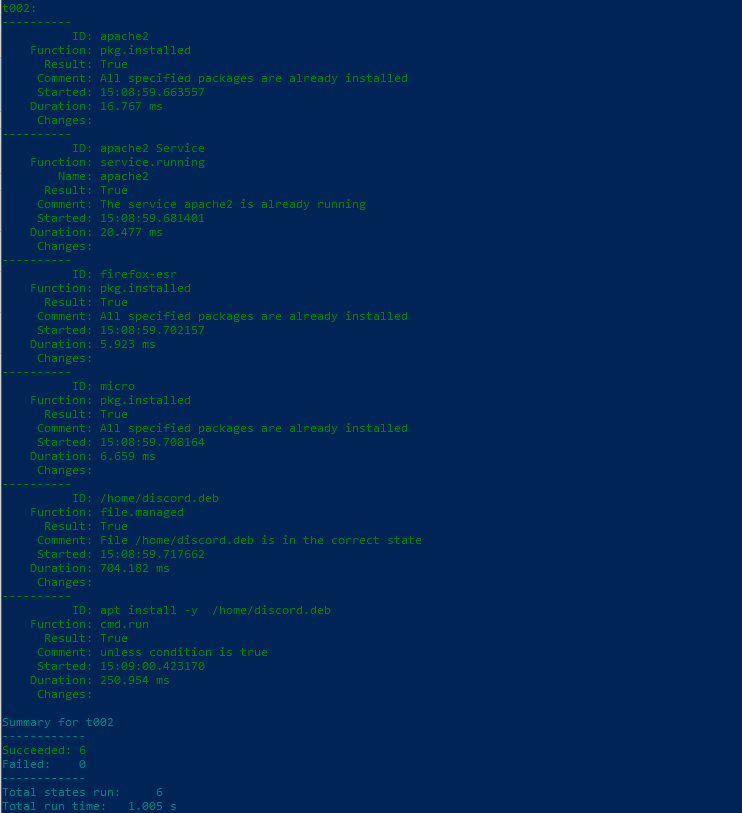 t002:
----------
          ID: apache2
    Function: pkg.installed
      Result: True
     Comment: All specified packages are already installed
     Started: 15:08:59.663557
    Duration: 16.767 ms
     Changes:
----------
          ID: apache2 Service
    Function: service.running
        Name: apache2
      Result: True
     Comment: The service apache2 is already running
     Started: 15:08:59.681401
    Duration: 20.477 ms
     Changes:
----------
          ID: firefox-esr
    Function: pkg.installed
      Result: True
     Comment: All specified packages are already installed
     Started: 15:08:59.702157
    Duration: 5.923 ms
     Changes:
----------
          ID: micro
    Function: pkg.installed
      Result: True
     Comment: All specified packages are already installed
     Started: 15:08:59.708164
    Duration: 6.659 ms
     Changes:
----------
          ID: /home/discord.deb
    Function: file.managed
      Result: True
     Comment: File /home/discord.deb is in the correct state
     Started: 15:08:59.717662
    Duration: 704.182 ms
     Changes:
----------
          ID: apt install -y  /home/discord.deb
    Function: cmd.run
      Result: True
     Comment: unless condition is true
     Started: 15:09:00.423170
    Duration: 250.954 ms
     Changes:

Summary for t002
------------
Succeeded: 6
Failed:    0
------------
Total states run:     6
Total run time:   1.005 s